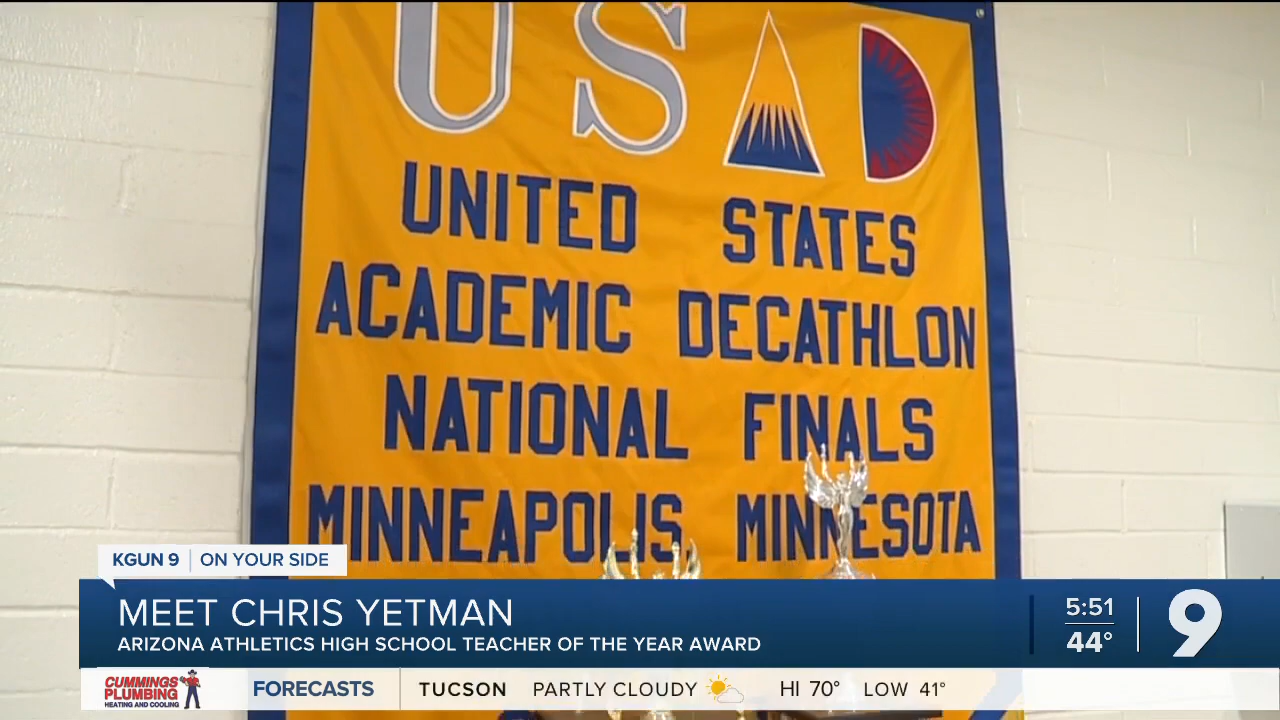 USAD
UNITED STATES
ACADEMIC DECATHLON
NATIONAL FINALS
MINNEAPOLIS MINNESOTA
KGUN 9 | ON YOUR SIDE
MEET CHRIS YETMAN
ARIZONA ATHLETICS HIGH SCHOOL TEACHER OF THE YEAR AWARD
5:51
44°
9
CUMMINGS
PLUMBING
HEATING AND COOLING
FORECASTS
TUCSON PARTLY CLOUDY HI 70° LOW 41°